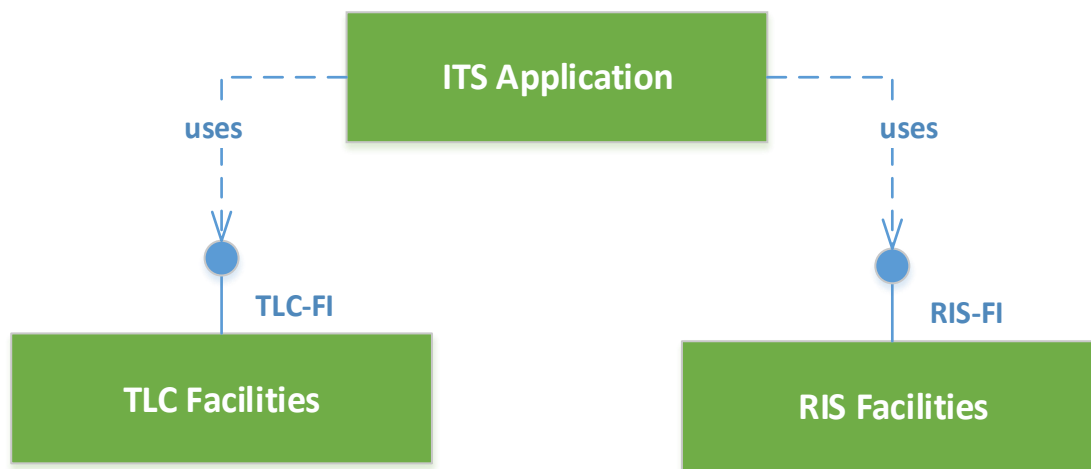 ITS Application
uses
uses
TLC-FI
RIS-FI
TLC Facilities
RIS Facilities